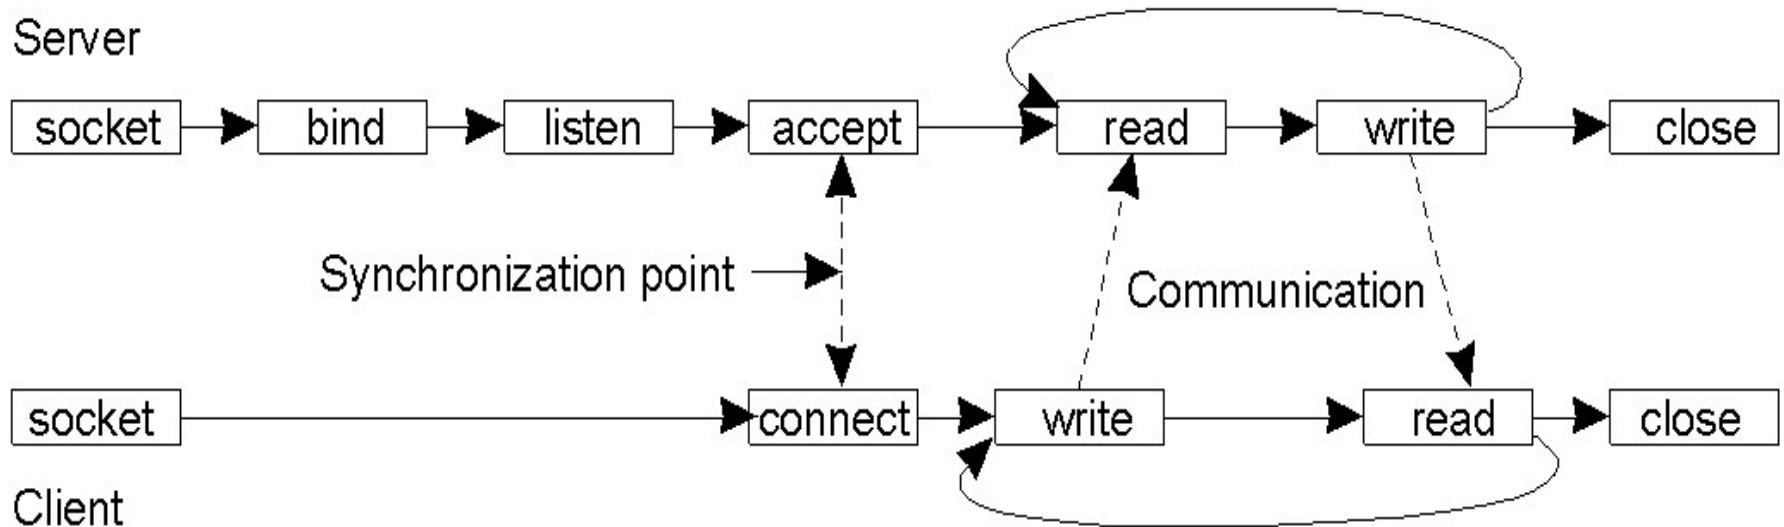 Server
socket bind listen accept read write close
Synchronization point
Communication
socket connect write read close
Client